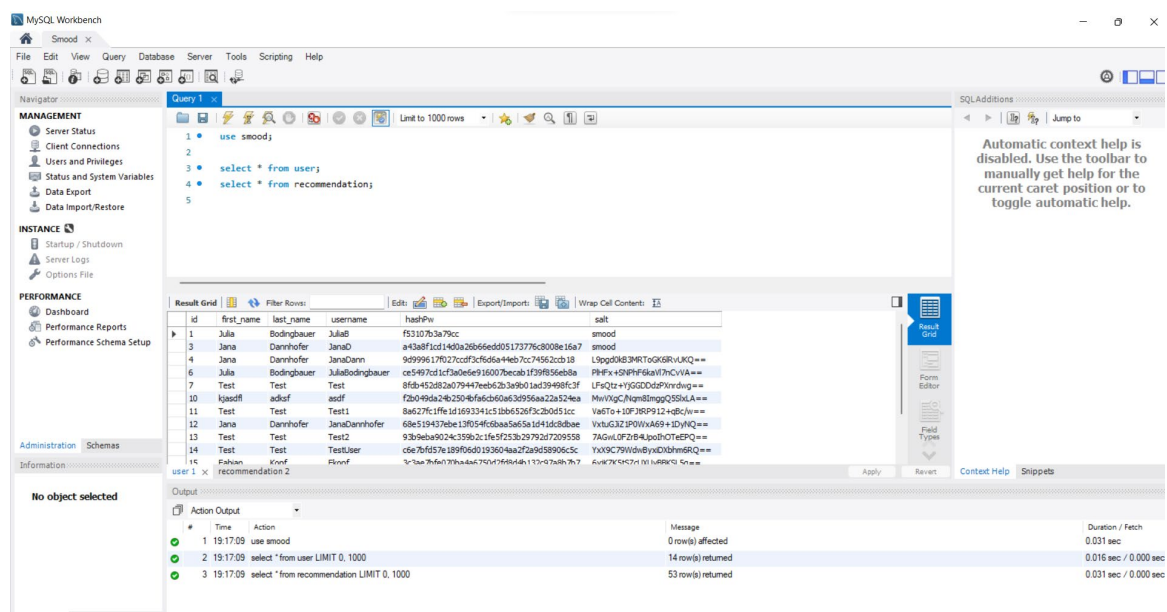 MySQL Workbench
Smood
File Edit View Query Database Server Tools Scripting Help
Navigator
MANAGEMENT
Server Status
Client Connections
Users and Privileges
Status and System Variables
Data Export
Data Import/Restore
INSTANCE
Startup / Shutdown
Server Logs
Options File
PERFORMANCE
Dashboard
Performance Reports
Performance Schema Setup
Administration Schemas
Information
No object selected
Query 1
Limit to 1000 rows
1 use smood;
2
3 select * from user;
4 select * from recommendation;
5
Result Grid Filter Rows: Edit: Export/Import: Wrap Cell Content:
id first_name last_name username hashPw salt
1 Julia Bodingbauer JuliaB f53107b3a79cc smood
3 Jana Dannhofer JanaD a43a8f1cd14d0a26b66edd05173776c8008e16a7 smood
4 Jana Dannhofer JanaDann 9d999617f027ccdf3cf6d6a44eb7cc74562ccb18 L9pgd0kB3MRToGK6lRvUKQ==
6 Julia Bodingbauer JuliaBodingbauer ce5497cd1cf3a0e6e916007becab1f39f856eb8a PlHFx+SNPhF6kaVl7nCvVA==
7 Test Test Test 8fdb452d82a079447eeb62b3a9b01ad39498fc3f LFsQtz+YjGGDDdzPXnrdwg==
10 kjasdfl adksf asdf f2b049da24b2504bfa6cb60a63d956aa22a524ea MwVXgC/Nqm8ImggQ5SlxLA==
11 Test Test Test1 8a627fc1ffe1d1693341c51bb6526f3c2b0d51cc Va6To+10FJtRP912+qBc/w==
12 Jana Dannhofer JanaDannhofer 68e519437ebe13f054fc6baa5a65a1d41dc8dbae VxtuGJiZ1P0WxA69+1DyNQ==
13 Test Test Test2 93b9eba9024c359b2c1fe5f253b29792d7209558 7AGwL0FZrB4UpoIhOTeEPQ==
14 Test Test TestUser c6e7bfd57e189f06d0193604aa2f2a9d58906c5c YxX9C79WdwByxiDXbhm6RQ==
15 Fabian Kopf Fkopf
Result Grid
Form Editor
Field Types
user 1 recommendation 2 Apply Revert
Output
Action Output
# Time Action Message Duration / Fetch
1 19:17:09 use smood 0 row(s) affected 0.031 sec
2 19:17:09 select * from user LIMIT 0, 1000 14 row(s) returned 0.016 sec / 0.000 sec
3 19:17:09 select * from recommendation LIMIT 0, 1000 53 row(s) returned 0.031 sec / 0.000 sec
SQLAdditions
Jump to
Automatic context help is
disabled. Use the toolbar to
manually get help for the
current caret position or to
toggle automatic help.
Context Help Snippets